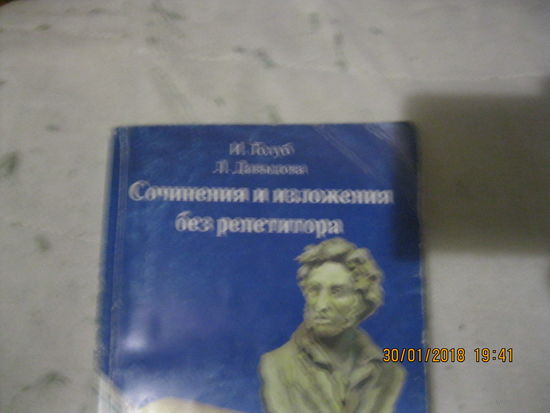 И. Голуб
Л. Давыдова
Сочинения и изложения
без репетитора
30/01/2018 19:41